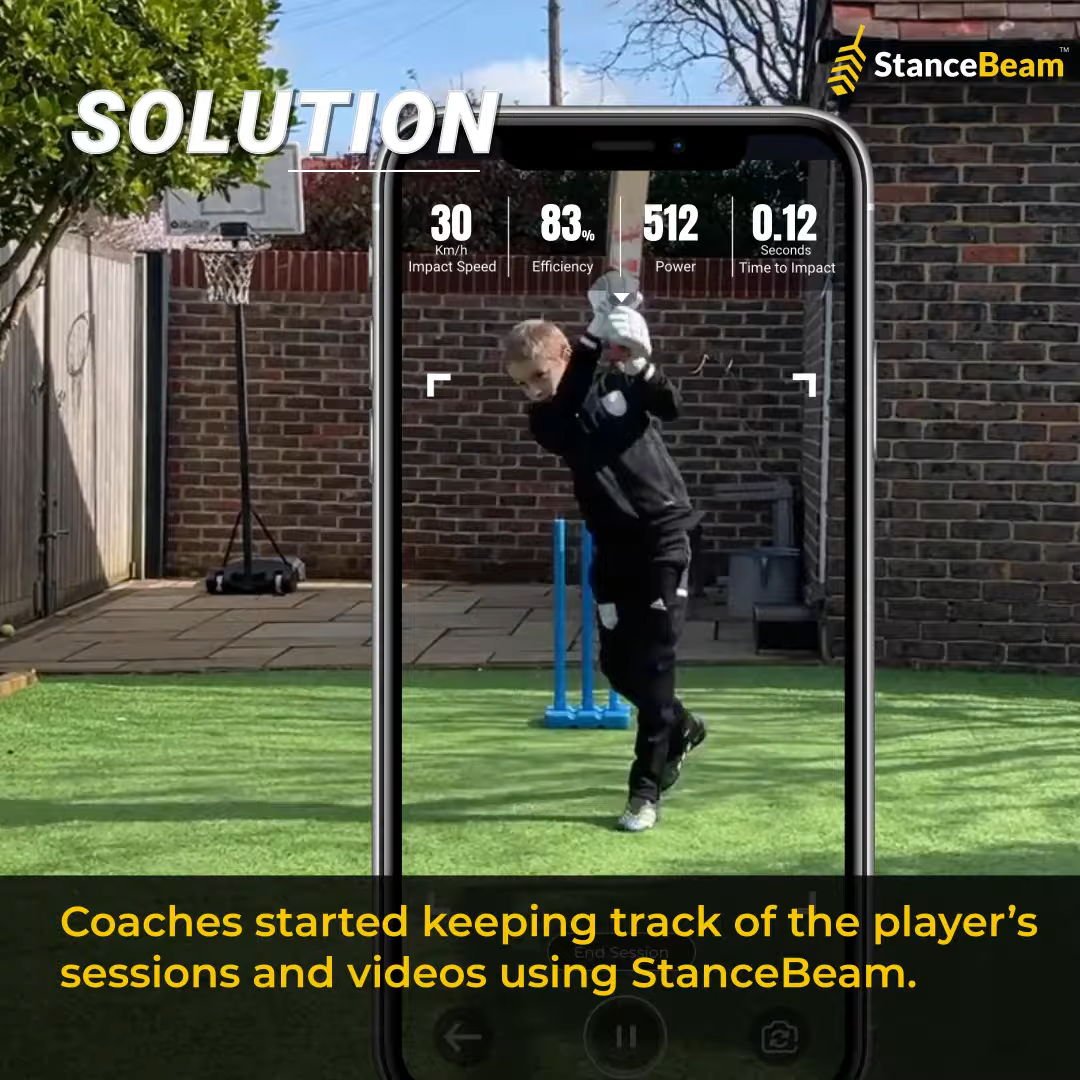 StanceBeam™
SOLUTION
30 83% 512 0.12
Km/h Seconds
Impact Speed Efficiency Power Time to Impact
Coaches started keeping track of the player's
sessions and videos using StanceBeam.
End Session